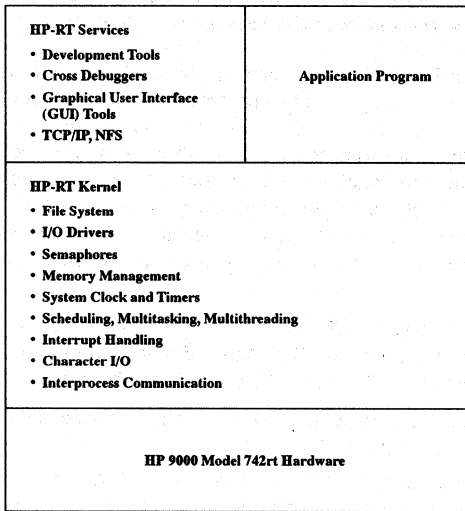 HP-RT Services
• Development Tools
• Cross Debuggers
• Graphical User Interface
(GUI) Tools
• TCP/IP, NFS
Application Program
HP-RT Kernel
• File System
• I/O Drivers
• Semaphores
• Memory Management
• System Clock and Timers
• Scheduling, Multitasking, Multithreading
• Interrupt Handling
• Character I/O
• Interprocess Communication
HP 9000 Model 742rt Hardware